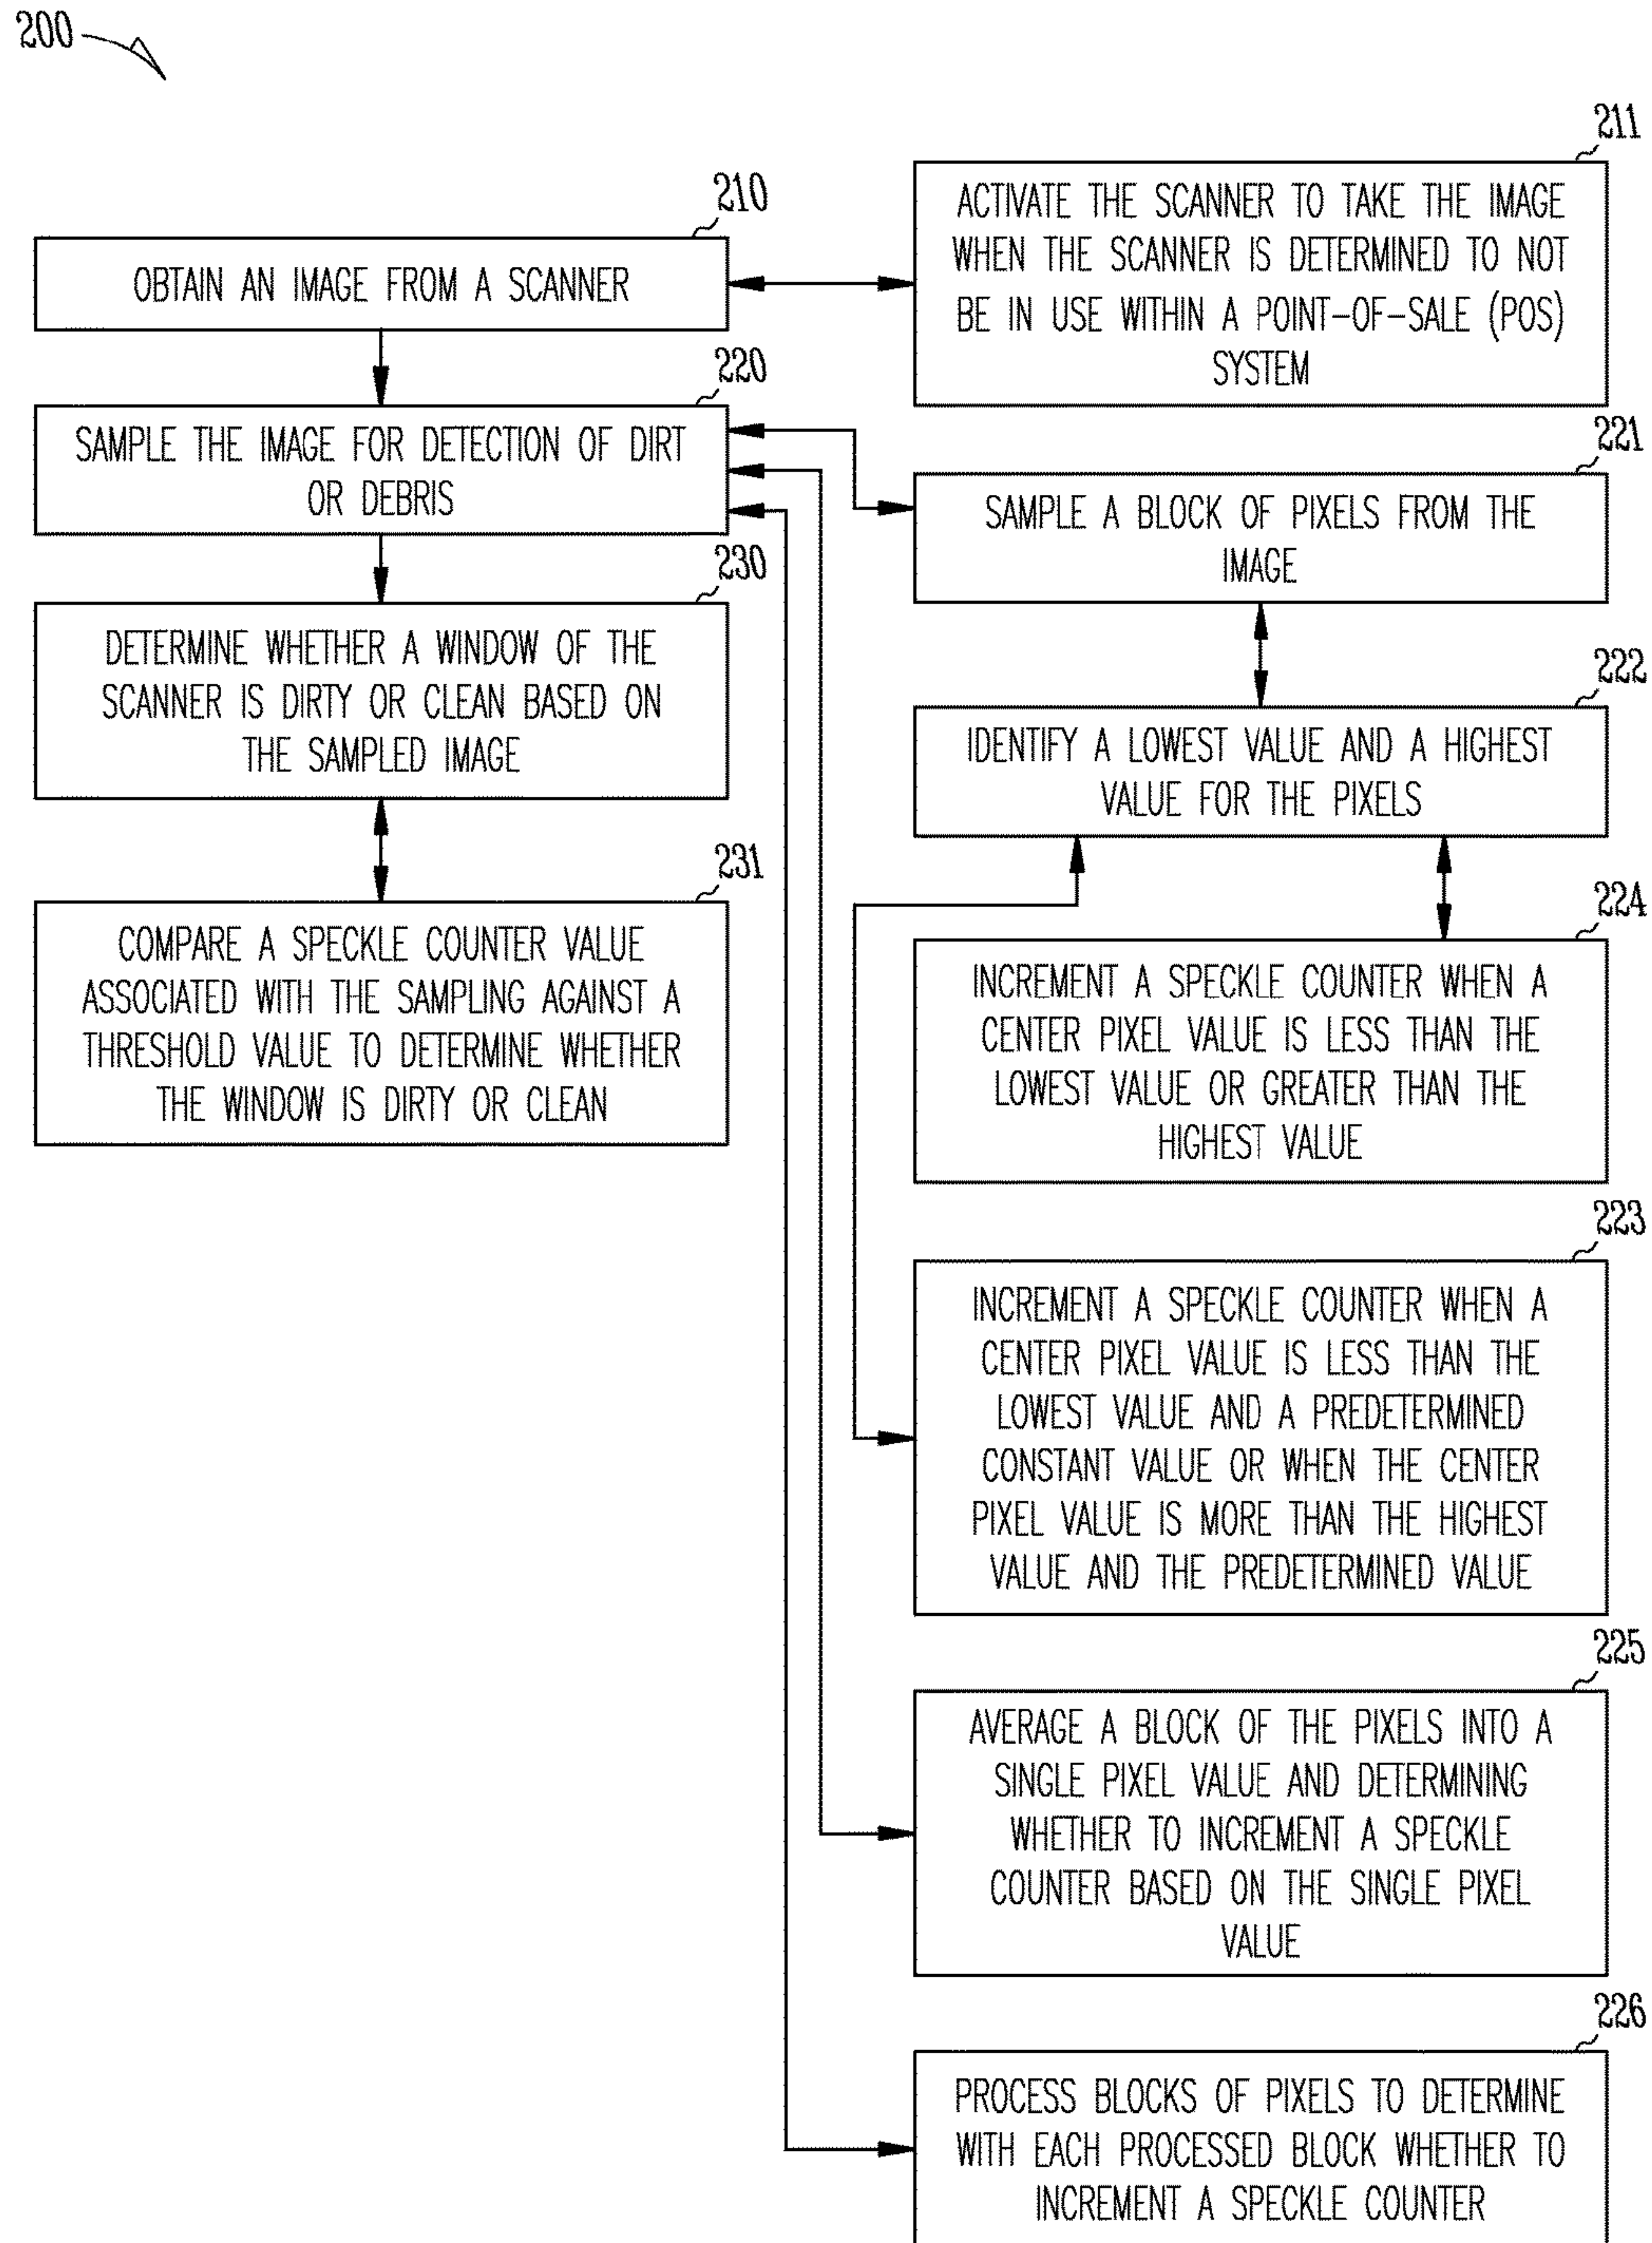 200
210
OBTAIN AN IMAGE FROM A SCANNER
220
SAMPLE THE IMAGE FOR DETECTION OF DIRT
OR DEBRIS
230
DETERMINE WHETHER A WINDOW OF THE
SCANNER IS DIRTY OR CLEAN BASED ON
THE SAMPLED IMAGE
231
COMPARE A SPECKLE COUNTER VALUE
ASSOCIATED WITH THE SAMPLING AGAINST A
THRESHOLD VALUE TO DETERMINE WHETHER
THE WINDOW IS DIRTY OR CLEAN
211
ACTIVATE THE SCANNER TO TAKE THE IMAGE
WHEN THE SCANNER IS DETERMINED TO NOT
BE IN USE WITHIN A POINT-OF-SALE (POS)
SYSTEM
221
SAMPLE A BLOCK OF PIXELS FROM THE
IMAGE
222
IDENTIFY A LOWEST VALUE AND A HIGHEST
VALUE FOR THE PIXELS
224
INCREMENT A SPECKLE COUNTER WHEN A
CENTER PIXEL VALUE IS LESS THAN THE
LOWEST VALUE OR GREATER THAN THE
HIGHEST VALUE
223
INCREMENT A SPECKLE COUNTER WHEN A
CENTER PIXEL VALUE IS LESS THAN THE
LOWEST VALUE AND A PREDETERMINED
CONSTANT VALUE OR WHEN THE CENTER
PIXEL VALUE IS MORE THAN THE HIGHEST
VALUE AND THE PREDETERMINED VALUE
225
AVERAGE A BLOCK OF THE PIXELS INTO A
SINGLE PIXEL VALUE AND DETERMINING
WHETHER TO INCREMENT A SPECKLE
COUNTER BASED ON THE SINGLE PIXEL
VALUE
226
PROCESS BLOCKS OF PIXELS TO DETERMINE
WITH EACH PROCESSED BLOCK WHETHER TO
INCREMENT A SPECKLE COUNTER